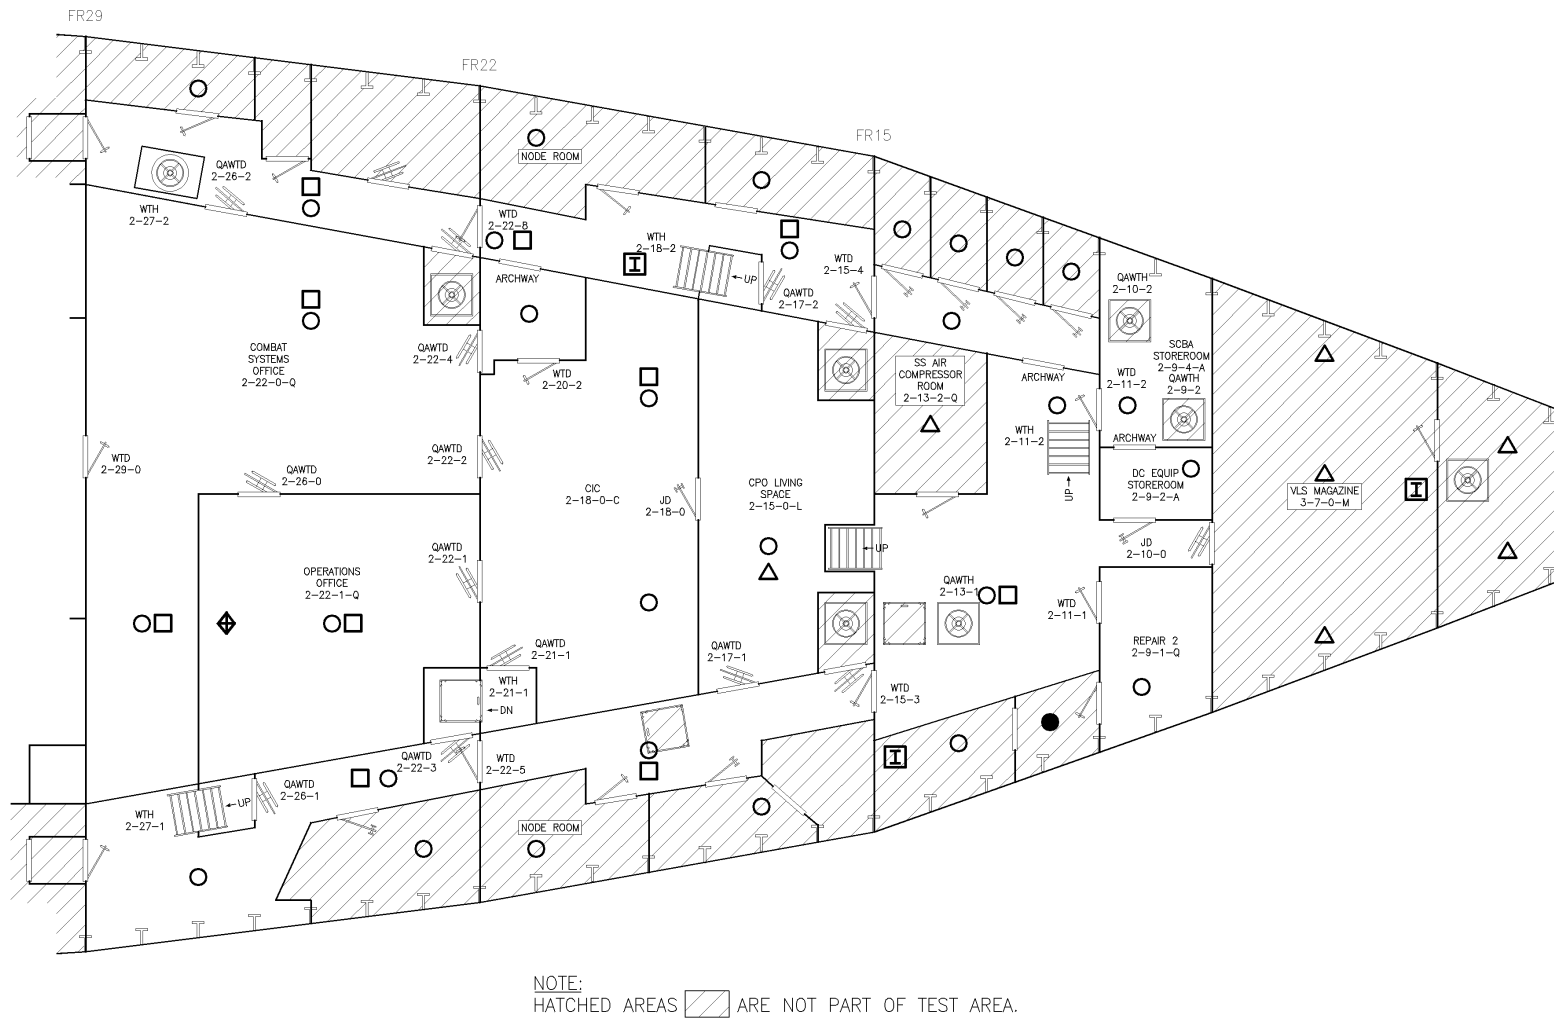 FR29
FR22
FR15
NODE ROOM
QAWTD
2-26-2
WTH
2-27-2
WTD
2-22-8
ARCHWAY
WTH
2-18-2
UP
WTD
2-15-4
QAWTD
2-17-2
QAWTH
2-10-2
COMBAT
SYSTEMS
OFFICE
2-22-0-Q
QAWTD
2-22-4
WTD
2-20-2
SS AIR
COMPRESSOR
ROOM
2-13-2-Q
ARCHWAY
SCBA
STOREROOM
2-9-4-A
QAWTH
2-9-2
WTD
2-11-2
WTH
2-11-2
UP
ARCHWAY
WTD
2-29-0
QAWTD
2-26-0
QAWTD
2-22-2
CIC
2-18-0-C
JD
2-18-0
CPO LIVING
SPACE
2-15-0-L
DC EQUIP
STOREROOM
2-9-2-A
VLS MAGAZINE
3-7-0-M
I
I
UP
JD
2-10-0
QAWTD
2-22-1
OPERATIONS
OFFICE
2-22-1-Q
QAWTH
2-13-1
WTD
2-11-1
REPAIR 2
2-9-1-Q
QAWTD
2-21-1
WTH
2-21-1
DN
QAWTD
2-17-1
WTD
2-15-3
I
QAWTD
2-22-3
WTD
2-22-5
QAWTD
2-26-1
UP
WTH
2-27-1
NODE ROOM
NOTE:
HATCHED AREAS ARE NOT PART OF TEST AREA.